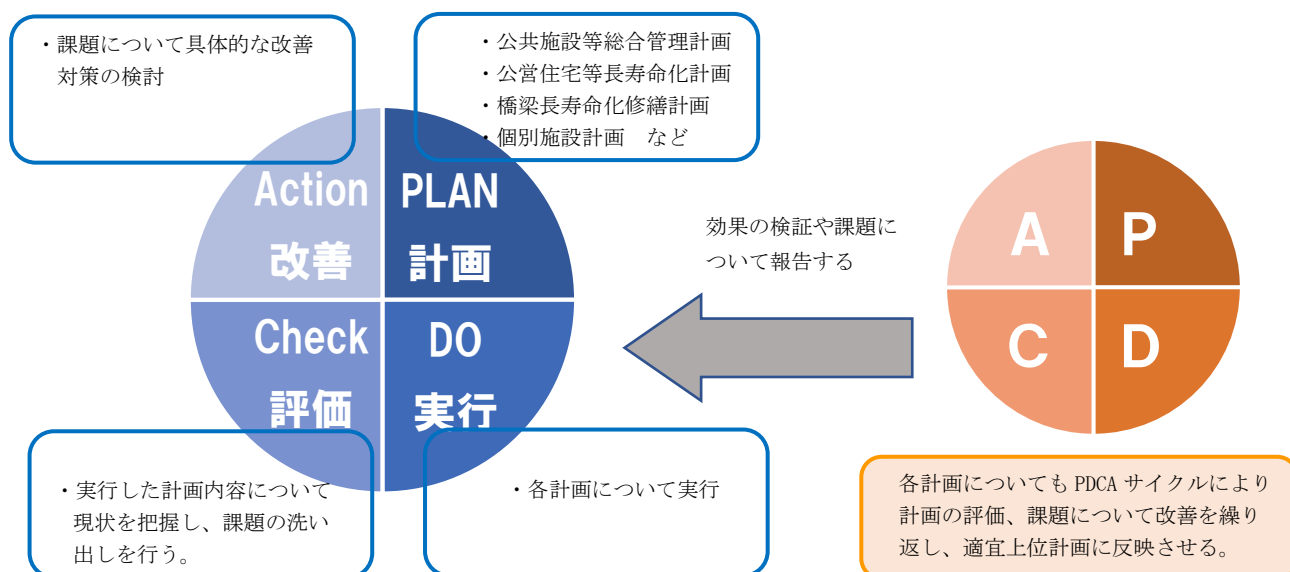 ・課題について具体的な改善
対策の検討
・公共施設等総合管理計画
・公営住宅等長寿命化計画
・橋梁長寿命化修繕計画
・個別施設計画　など
Action
改善
PLAN
計画
Check
評価
DO
実行
・実行した計画内容について
現状を把握し、課題の洗い
出しを行う。
・各計画について実行
効果の検証や課題に
ついて報告する
A
P
C
D
各計画についても PDCA サイクルにより
計画の評価、課題について改善を繰り
返し、適宜上位計画に反映させる。